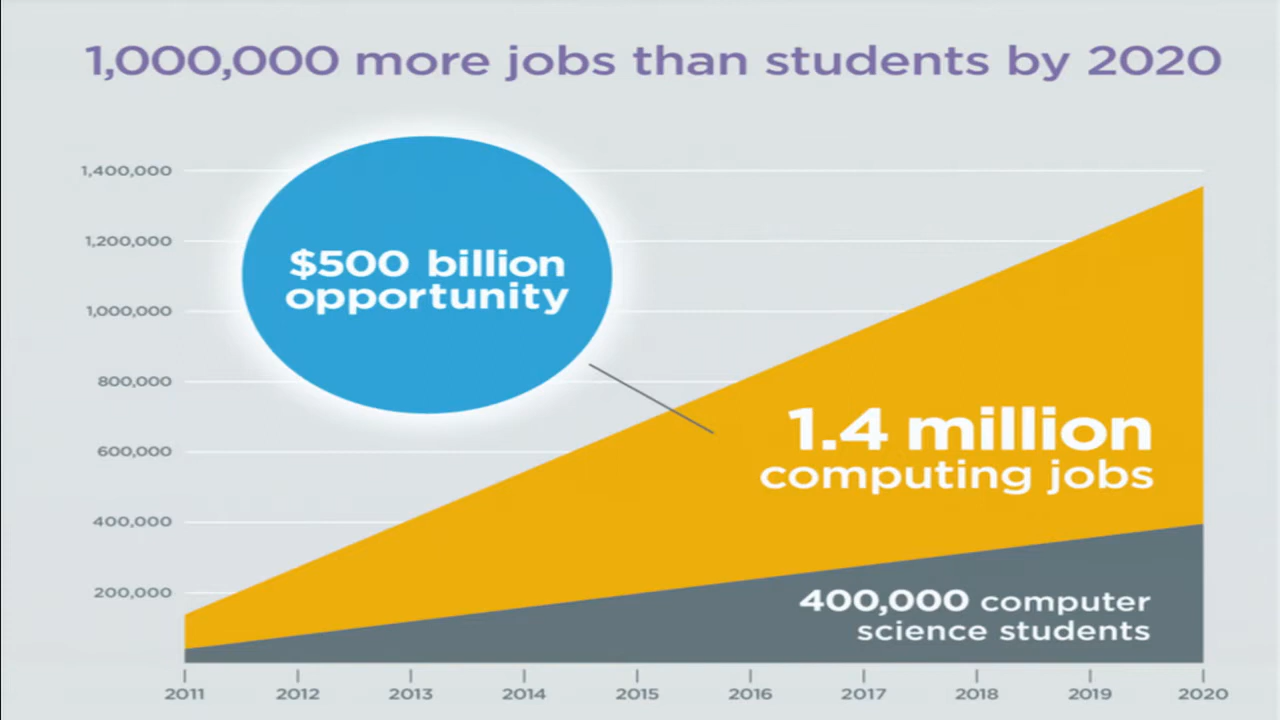 1,000,000 more jobs than students by 2020
1,400,000
1,200,000
1,000,000
800,000
600,000
400,000
200,000
$500 billion
opportunity
1.4 million
computing jobs
400,000 computer
science students
2011 2012 2013 2014 2015 2016 2017 2018 2019 2020